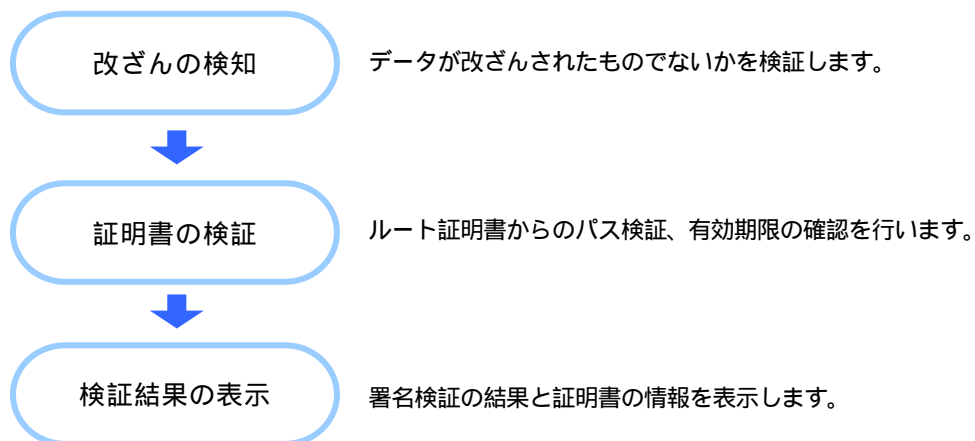 改ざんの検知
データが改ざんされたものでないかを検証します。
証明書の検証
ルート証明書からのパス検証、有効期限の確認を行います。
検証結果の表示
署名検証の結果と証明書の情報を表示します。